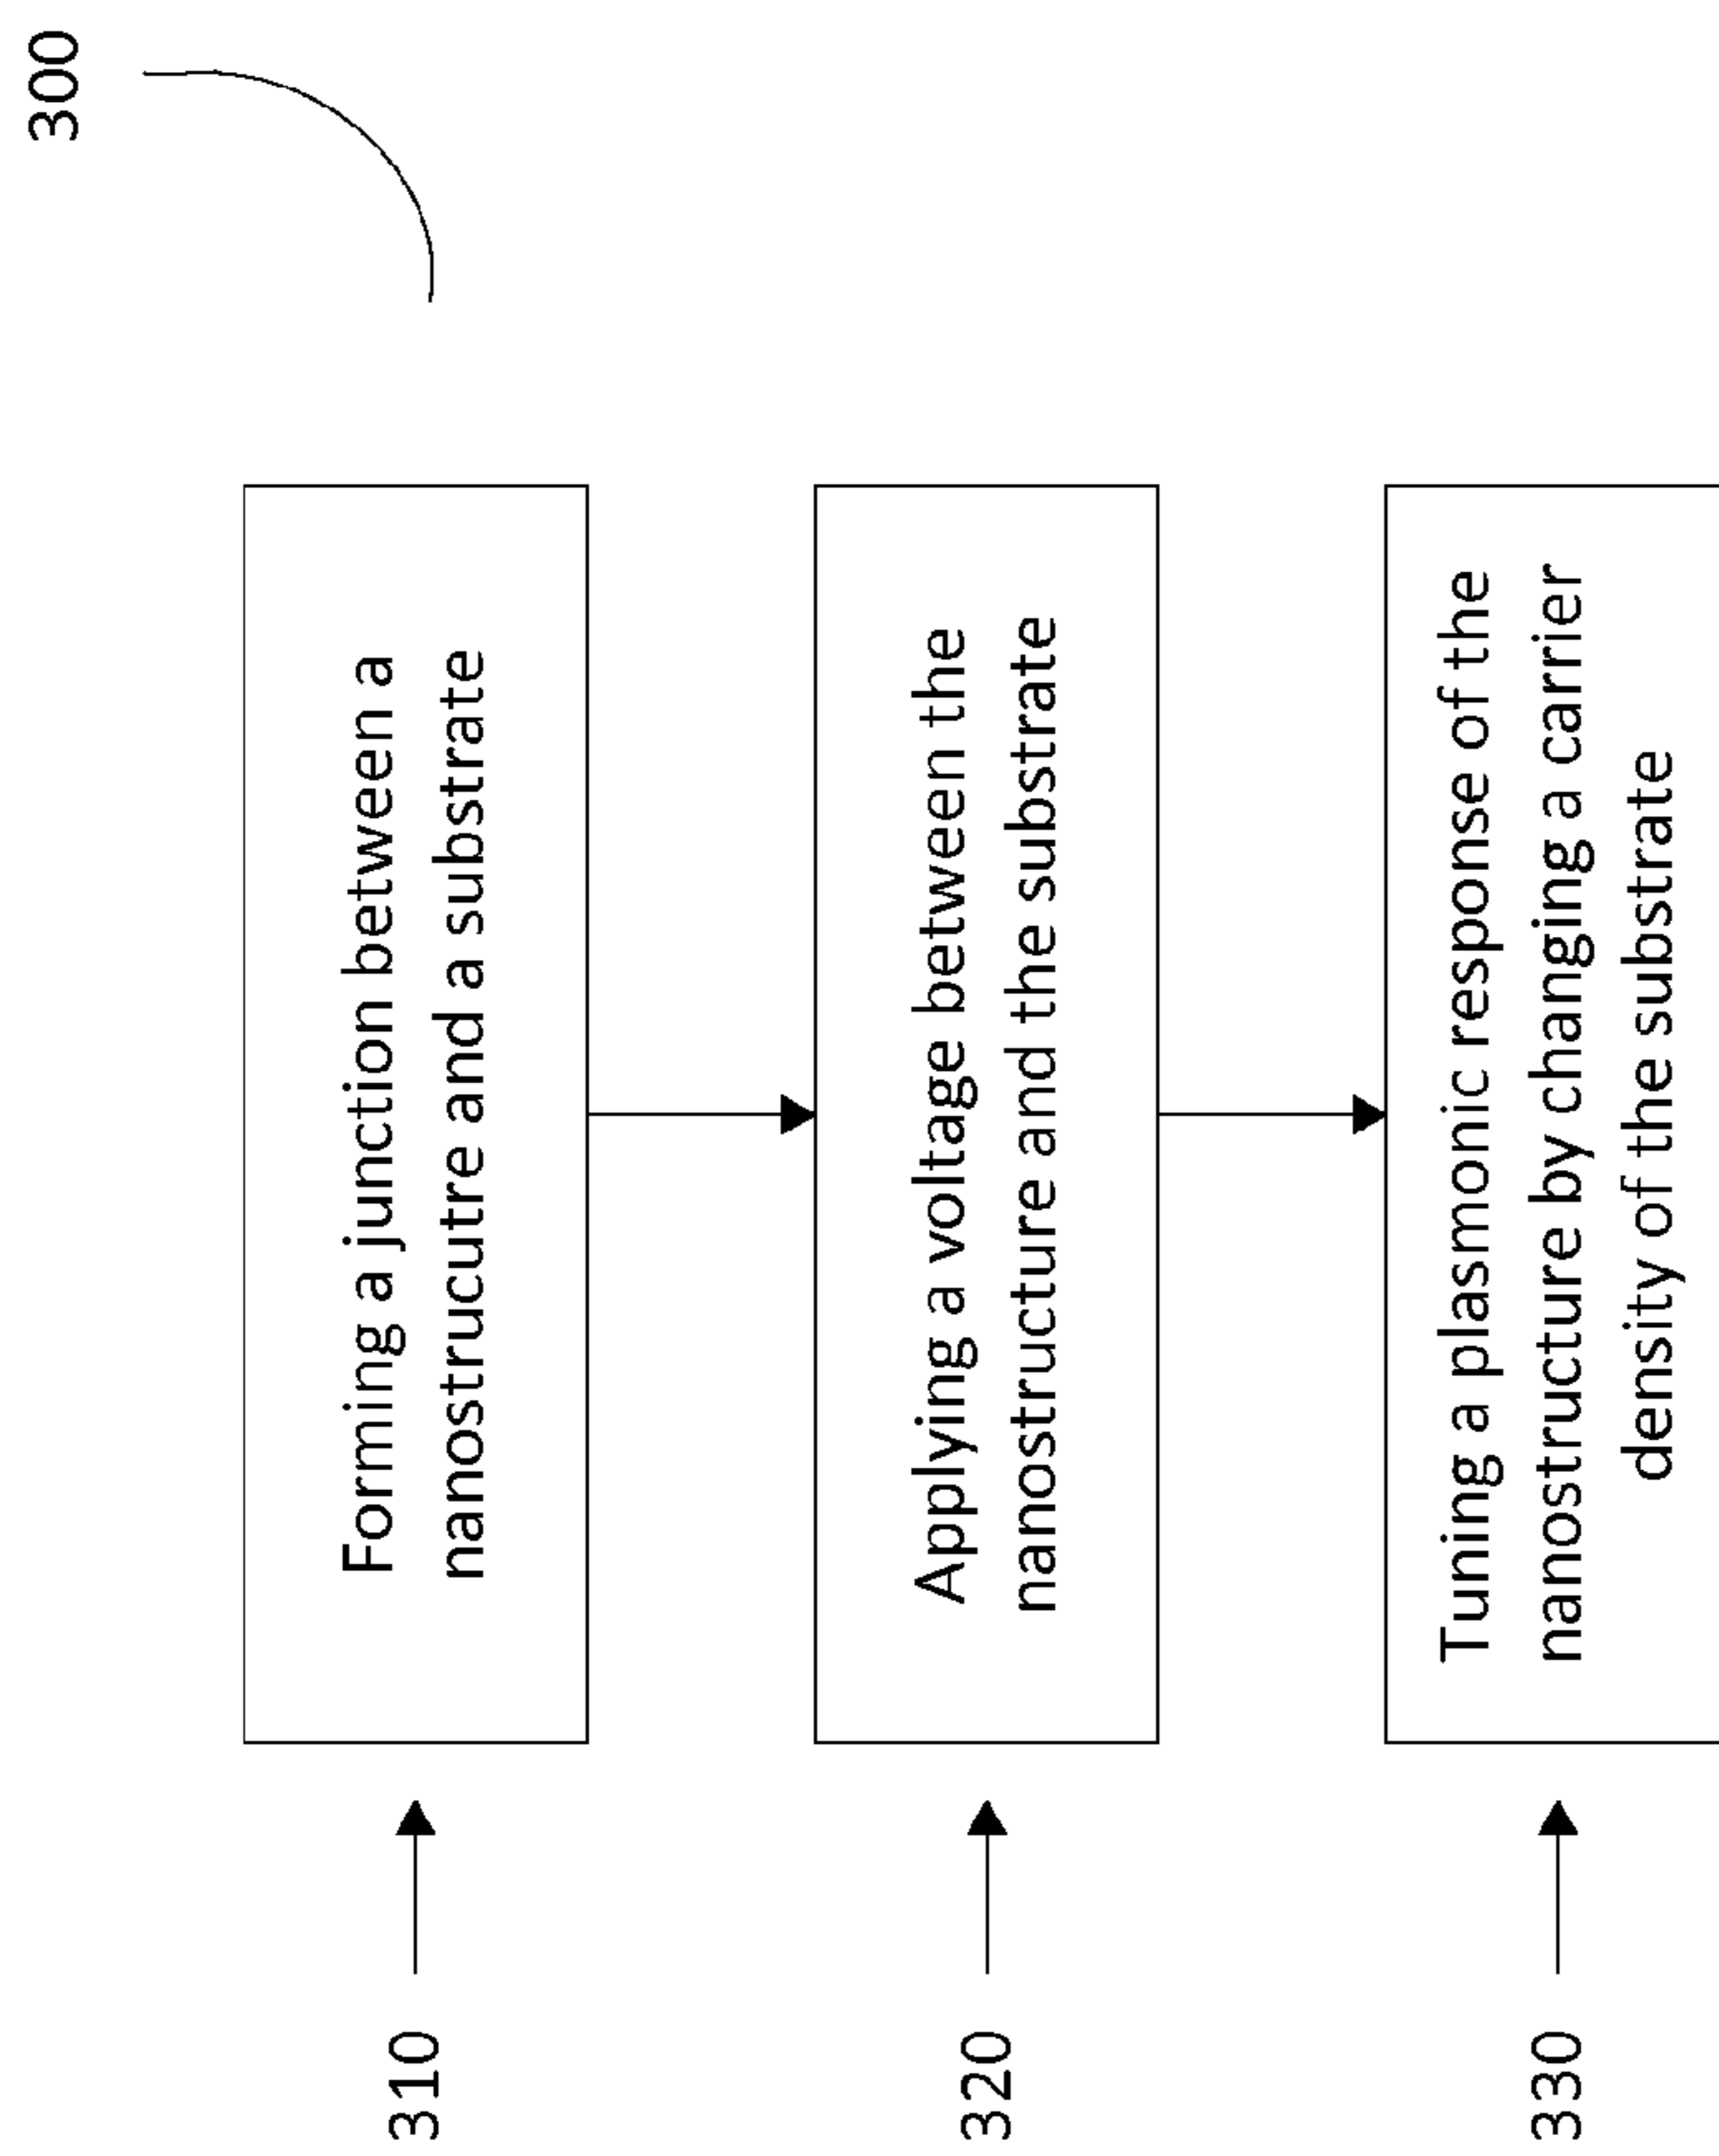 300
310
Forming a junction between a
nanostrucutre and a substrate
320
Applying a voltage between the
nanostructure and the substrate
330
Tuning a plasmonic response of the
nanostructure by changing a carrier
density of the substrate